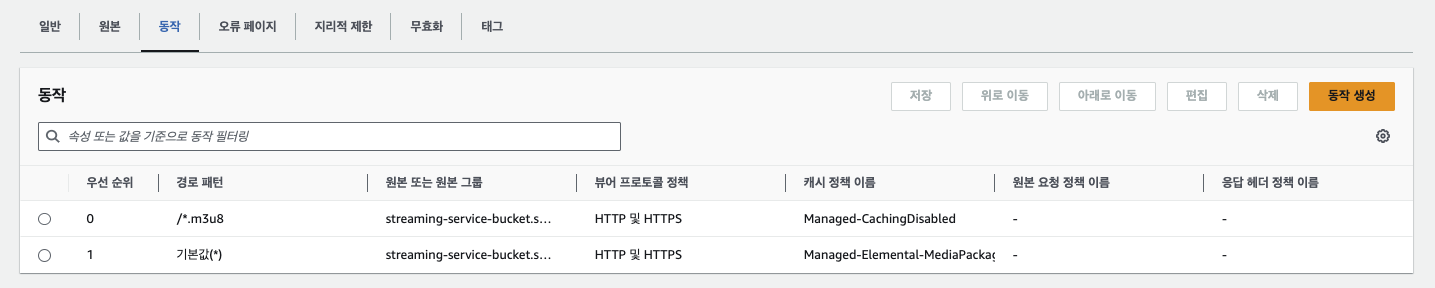 일반 원본 동작 오류 페이지 지리적 제한 무효화 태그
동작 저장 위로 이동 아래로 이동 편집 삭제 동작 생성
속성 또는 값을 기준으로 동작 필터링
우선 순위 경로 패턴 원본 또는 원본 그룹 뷰어 프로토콜 정책 캐시 정책 이름 원본 요청 정책 이름 응답 헤더 정책 이름
0 /*.m3u8 streaming-service-bucket.s... HTTP 및 HTTPS Managed-CachingDisabled - -
1 기본값(*) streaming-service-bucket.s... HTTP 및 HTTPS Managed-Elemental-MediaPackag - -